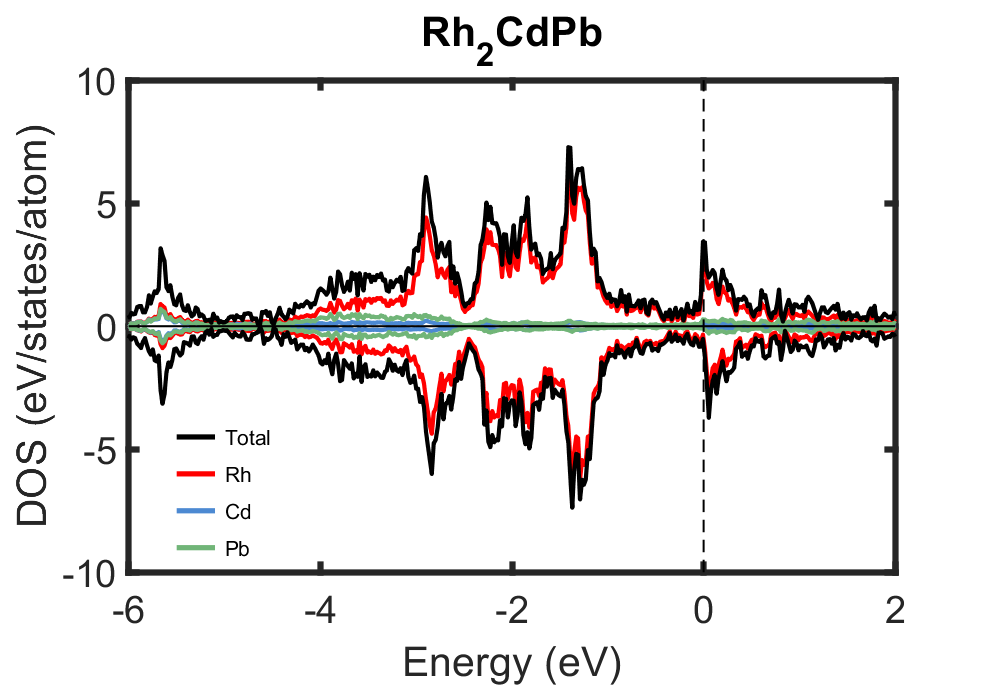 Rh2CdPb
10
5
0
-5
-10
DOS (eV/states/atom)
Total
Rh
Cd
Pb
-6 -4 -2 0 2
Energy (eV)